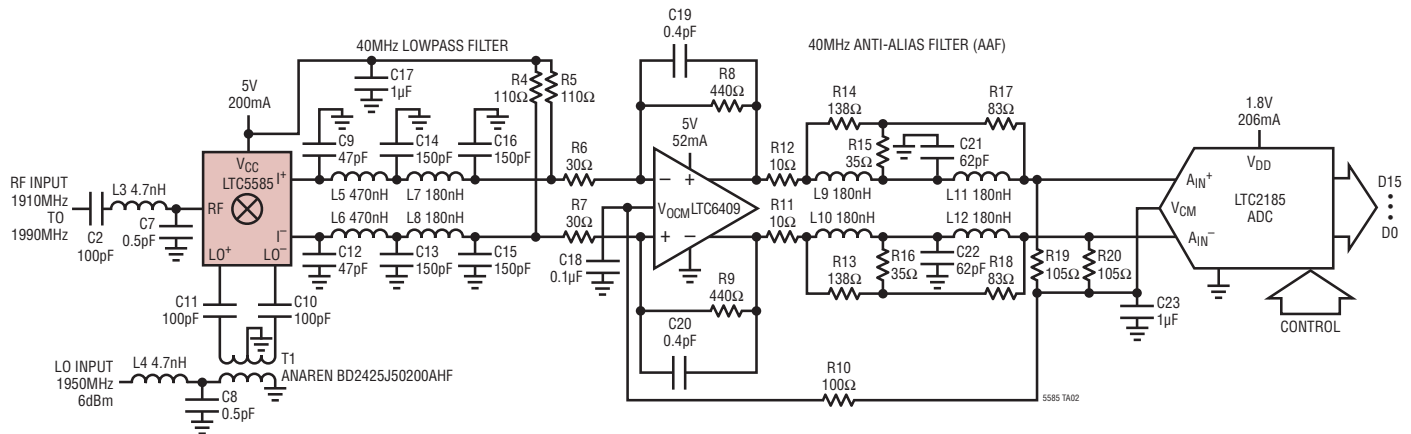 40MHz LOWPASS FILTER
40MHz ANTI-ALIAS FILTER (AAF)
5V
200mA
C17
1µF
R4
110Ω
R5
110Ω
C19
0.4pF
R8
440Ω
R14
138Ω
R17
83Ω
R15
35Ω
C21
62pF
1.8V
206mA
C9
47pF
C14
150pF
C16
150pF
R6
30Ω
5V
52mA
R12
10Ω
VCC
LTC5585
I+
RF
I−
LO+
LO−
RF INPUT
1910MHz
TO
1990MHz
L3 4.7nH
C7
0.5pF
C2
100pF
L5 470nH
L7 180nH
L6 470nH
L8 180nH
C12
47pF
C13
150pF
C15
150pF
R7
30Ω
C18
0.1µF
−
+
VOCM
LTC6409
+
−
R11
10Ω
L9 180nH
L11 180nH
L10 180nH
L12 180nH
R16
35Ω
C22
62pF
R13
138Ω
R18
83Ω
R19
105Ω
R20
105Ω
AIN+
VDD
VCM
LTC2185
ADC
AIN−
D15
D0
C23
1µF
CONTROL
R9
440Ω
C20
0.4pF
R10
100Ω
C11
100pF
C10
100pF
T1
ANAREN BD2425J50200AHF
LO INPUT
1950MHz
6dBm
L4 4.7nH
C8
0.5pF
5585 TA02